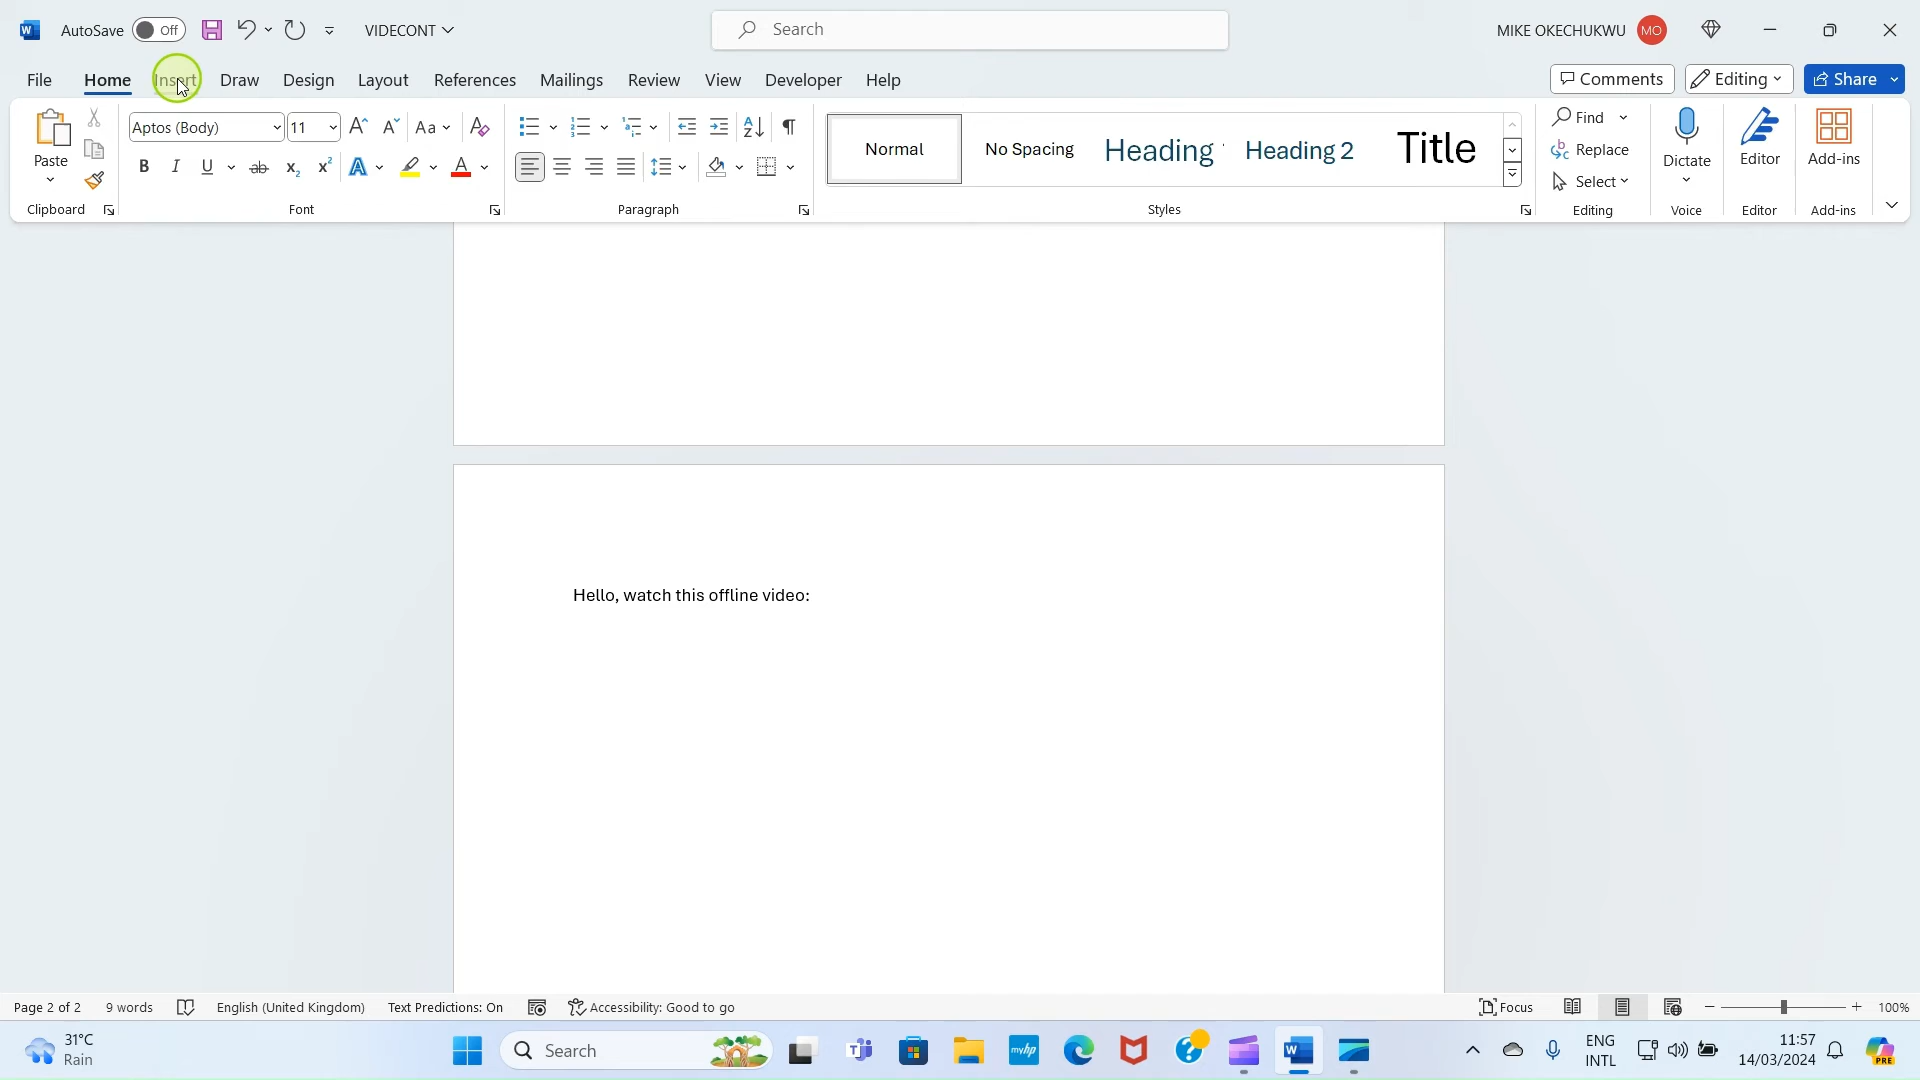 AutoSave Off VIDECONT Search MIKE OKECHUKWU MO
File Home Insert Draw Design Layout References Mailings Review View Developer Help Comments Editing Share
Paste
Clipboard
Aptos (Body) 11
Font
Paragraph
Normal No Spacing Heading Heading 2 Title
Styles
Find
Replace
Select
Editing
Dictate
Voice
Editor
Editor
Add-ins
Add-ins
Hello, watch this offline video:
Page 2 of 2 9 words English (United Kingdom) Text Predictions: On Accessibility: Good to go Focus 100%
31°C
Rain
Search
myhp
ENG
INTL
11:57
14/03/2024
PRE